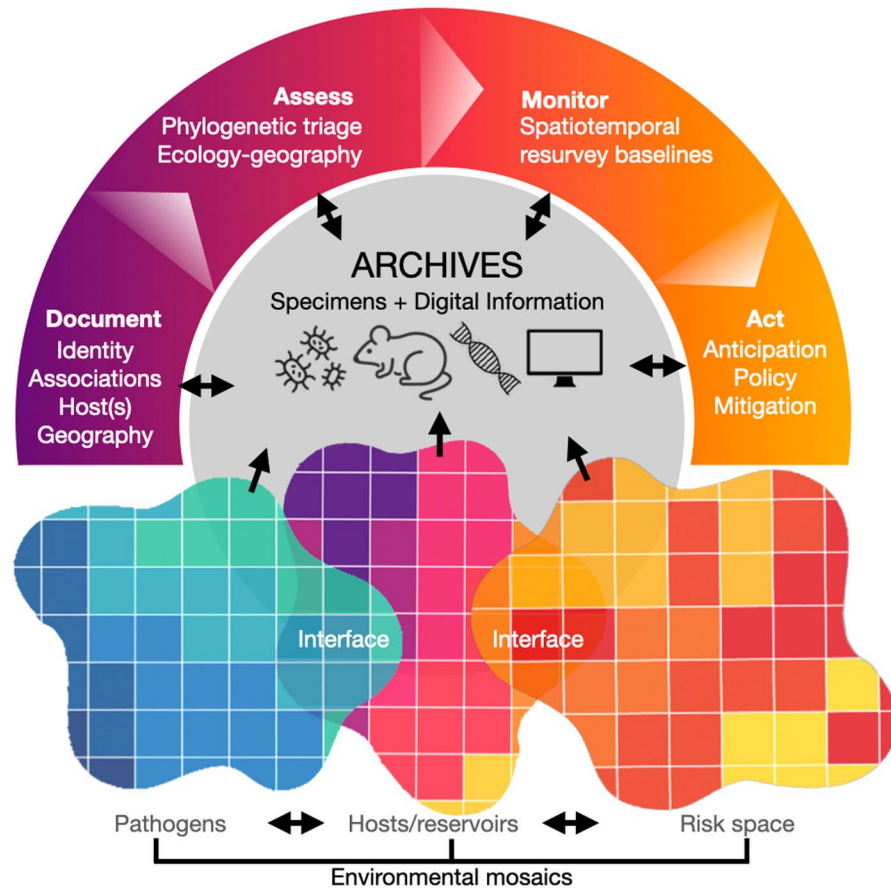 Assess
Phylogenetic triage
Ecology-geography
Monitor
Spatiotemporal
resurvey baselines
Document
Identity
Associations
Host(s)
Geography
ARCHIVES
Specimens + Digital Information
Act
Anticipation
Policy
Mitigation
Interface
Interface
Pathogens
Hosts/reservoirs
Risk space
Environmental mosaics